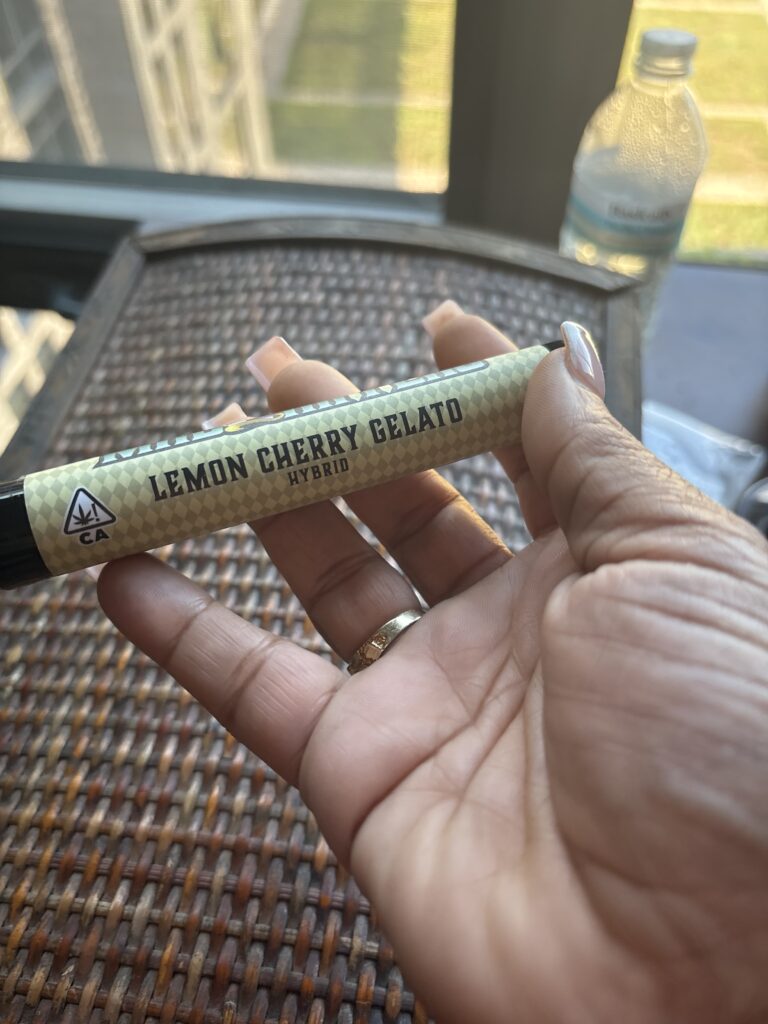 LEMON CHERRY GELATO
HYBRID
!
CA